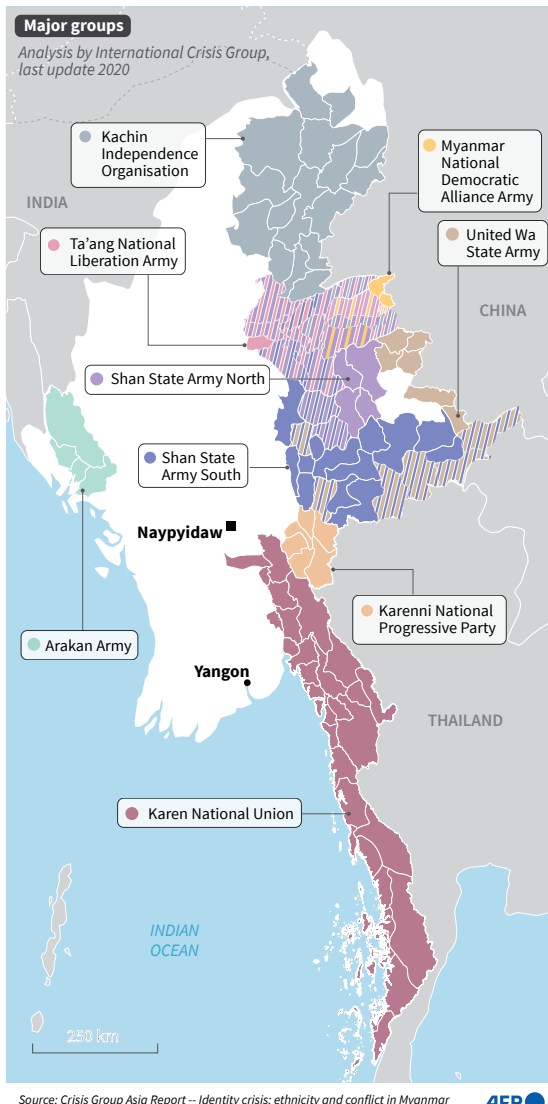 Major groups
Analysis by International Crisis Group,
last update 2020
Kachin
Independence
Organisation
Myanmar
National
Democratic
Alliance Army
INDIA
Ta'ang National
Liberation Army
United Wa
State Army
CHINA
Shan State Army North
Shan State
Army South
Naypyidaw
Karenni National
Progressive Party
Arakan Army
Yangon
THAILAND
Karen National Union
INDIAN
OCEAN
250 km
Source: Crisis Group Asia Report -- Identity crisis: ethnicity and conflict in Myanmar
AFP